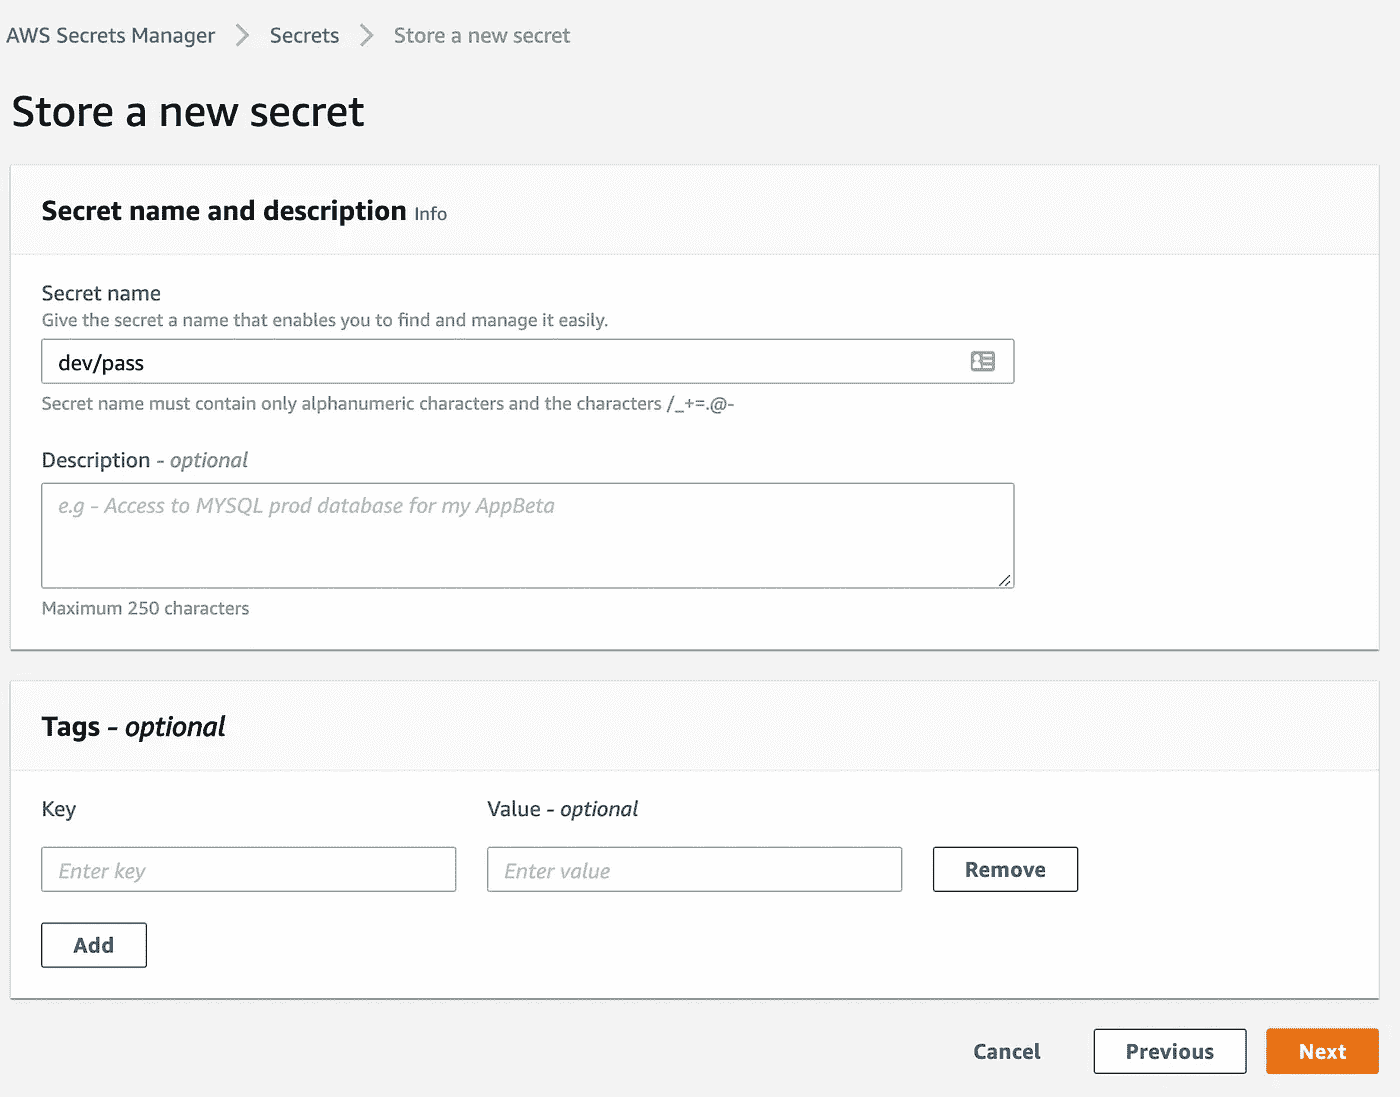 AWS Secrets Manager > Secrets > Store a new secret
Store a new secret
Secret name and description Info
Secret name
Give the secret a name that enables you to find and manage it easily.
dev/pass
Secret name must contain only alphanumeric characters and the characters /_+=.@-
Description - optional
e.g - Access to MYSQL prod database for my AppBeta
Maximum 250 characters
Tags - optional
Key Value - optional
Enter key Enter value Remove
Add
Cancel Previous Next